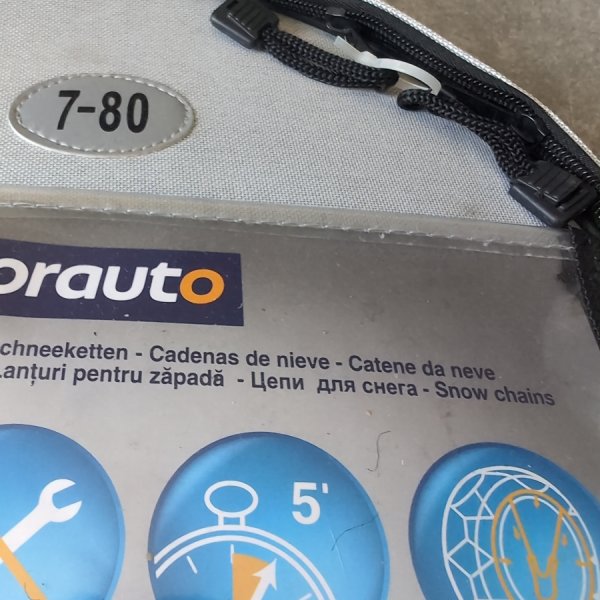 7-80
orauto
chneeketten - Cadenas de nieve - Catene da neve
Lanțuri pentru zăpadă - Цепи для снега - Snow chains
5'